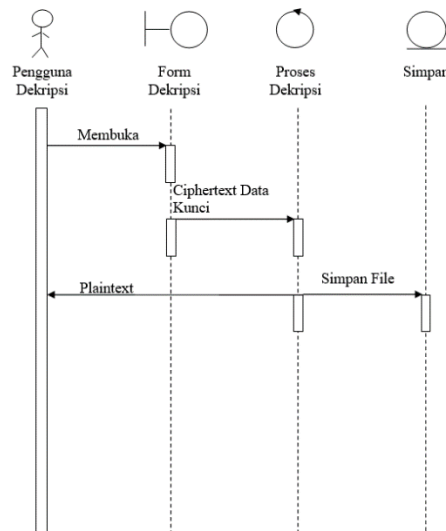 Pengguna
Dekripsi
Form
Dekripsi
Proses
Dekripsi
Simpan
Membuka
Ciphertext Data
Kunci
Plaintext
Simpan File